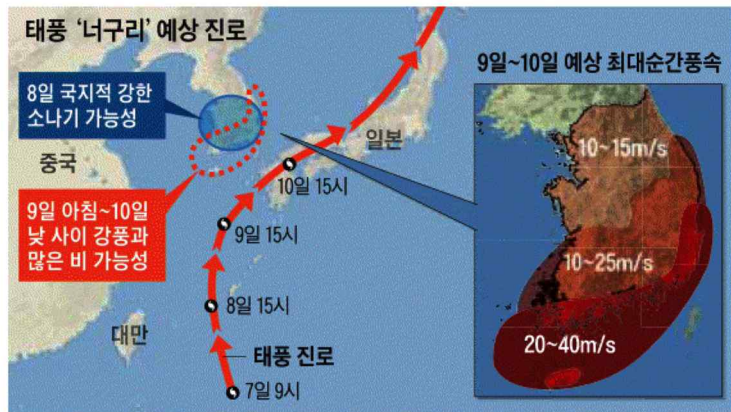 태풍 ‘너구리’ 예상 진로
8일 국지적 강한
소나기 가능성
중국
9일 아침~10일
낮 사이 강풍과
많은 비 가능성
일본
10일 15시
9일 15시
8일 15시
대만
태풍 진로
7일 9시
9일~10일 예상 최대순간풍속
10~15m/s
10~25m/s
20~40m/s